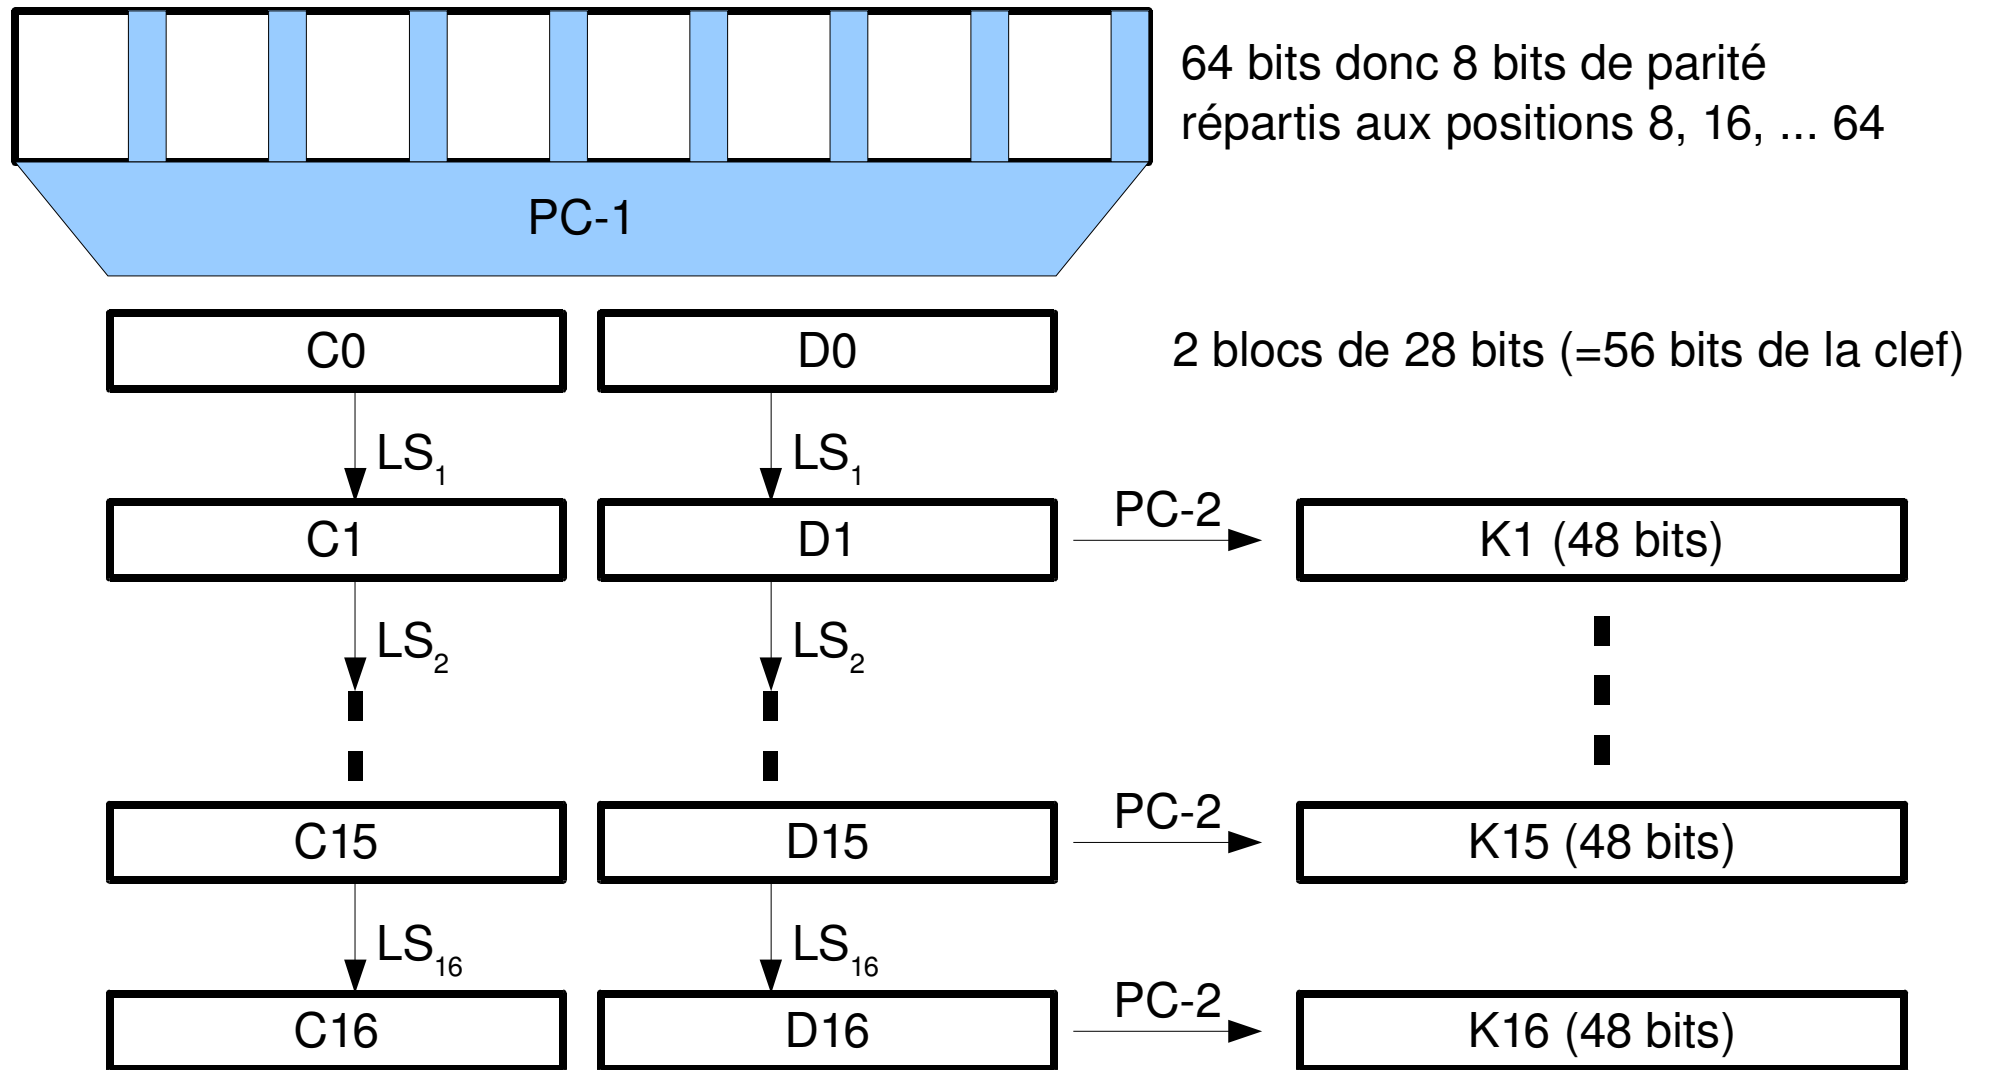 64 bits donc 8 bits de parité
répartis aux positions 8, 16, ... 64
PC-1
C0
D0
2 blocs de 28 bits (=56 bits de la clef)
LS1
LS1
C1
D1
PC-2
K1 (48 bits)
LS2
LS2
C15
D15
PC-2
K15 (48 bits)
LS16
LS16
C16
D16
PC-2
K16 (48 bits)